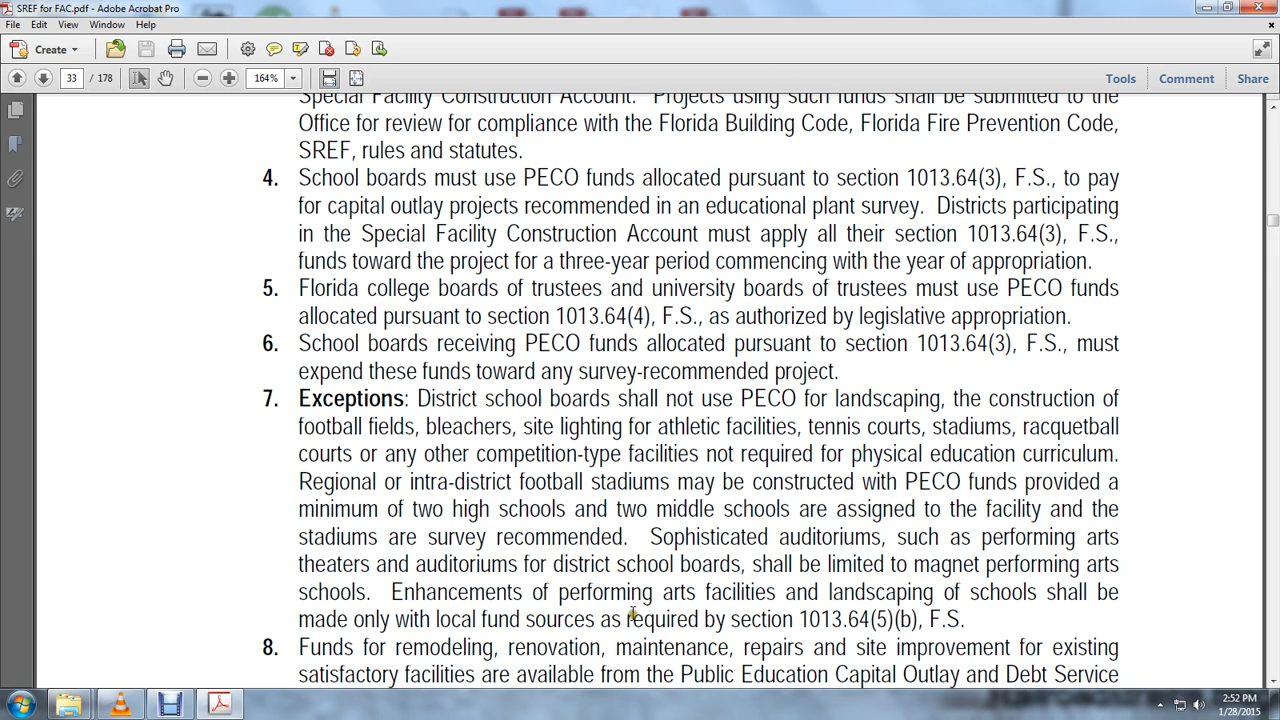 SREF for FAC.pdf - Adobe Acrobat Pro
File Edit View Window Help
Create
33 / 178 164% Tools Comment Share
Special Facility Construction Account. Projects using such funds shall be submitted to the
Office for review for compliance with the Florida Building Code, Florida Fire Prevention Code,
SREF, rules and statutes.
4. School boards must use PECO funds allocated pursuant to section 1013.64(3), F.S., to pay
for capital outlay projects recommended in an educational plant survey. Districts participating
in the Special Facility Construction Account must apply all their section 1013.64(3), F.S.,
funds toward the project for a three-year period commencing with the year of appropriation.
5. Florida college boards of trustees and university boards of trustees must use PECO funds
allocated pursuant to section 1013.64(4), F.S., as authorized by legislative appropriation.
6. School boards receiving PECO funds allocated pursuant to section 1013.64(3), F.S., must
expend these funds toward any survey-recommended project.
7. Exceptions: District school boards shall not use PECO for landscaping, the construction of
football fields, bleachers, site lighting for athletic facilities, tennis courts, stadiums, racquetball
courts or any other competition-type facilities not required for physical education curriculum.
Regional or intra-district football stadiums may be constructed with PECO funds provided a
minimum of two high schools and two middle schools are assigned to the facility and the
stadiums are survey recommended. Sophisticated auditoriums, such as performing arts
theaters and auditoriums for district school boards, shall be limited to magnet performing arts
schools. Enhancements of performing arts facilities and landscaping of schools shall be
made only with local fund sources as required by section 1013.64(5)(b), F.S.
8. Funds for remodeling, renovation, maintenance, repairs and site improvement for existing
satisfactory facilities are available from the Public Education Capital Outlay and Debt Service
2:52 PM
1/28/2015